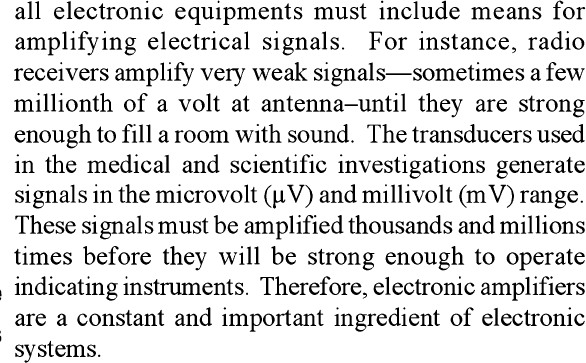 all electronic equipments must include means for
amplifying electrical signals. For instance, radio
receivers amplify very weak signals—sometimes a few
millionth of a volt at antenna–until they are strong
enough to fill a room with sound. The transducers used
in the medical and scientific investigations generate
signals in the microvolt (μV) and millivolt (mV) range.
These signals must be amplified thousands and millions
times before they will be strong enough to operate
indicating instruments. Therefore, electronic amplifiers
are a constant and important ingredient of electronic
systems.